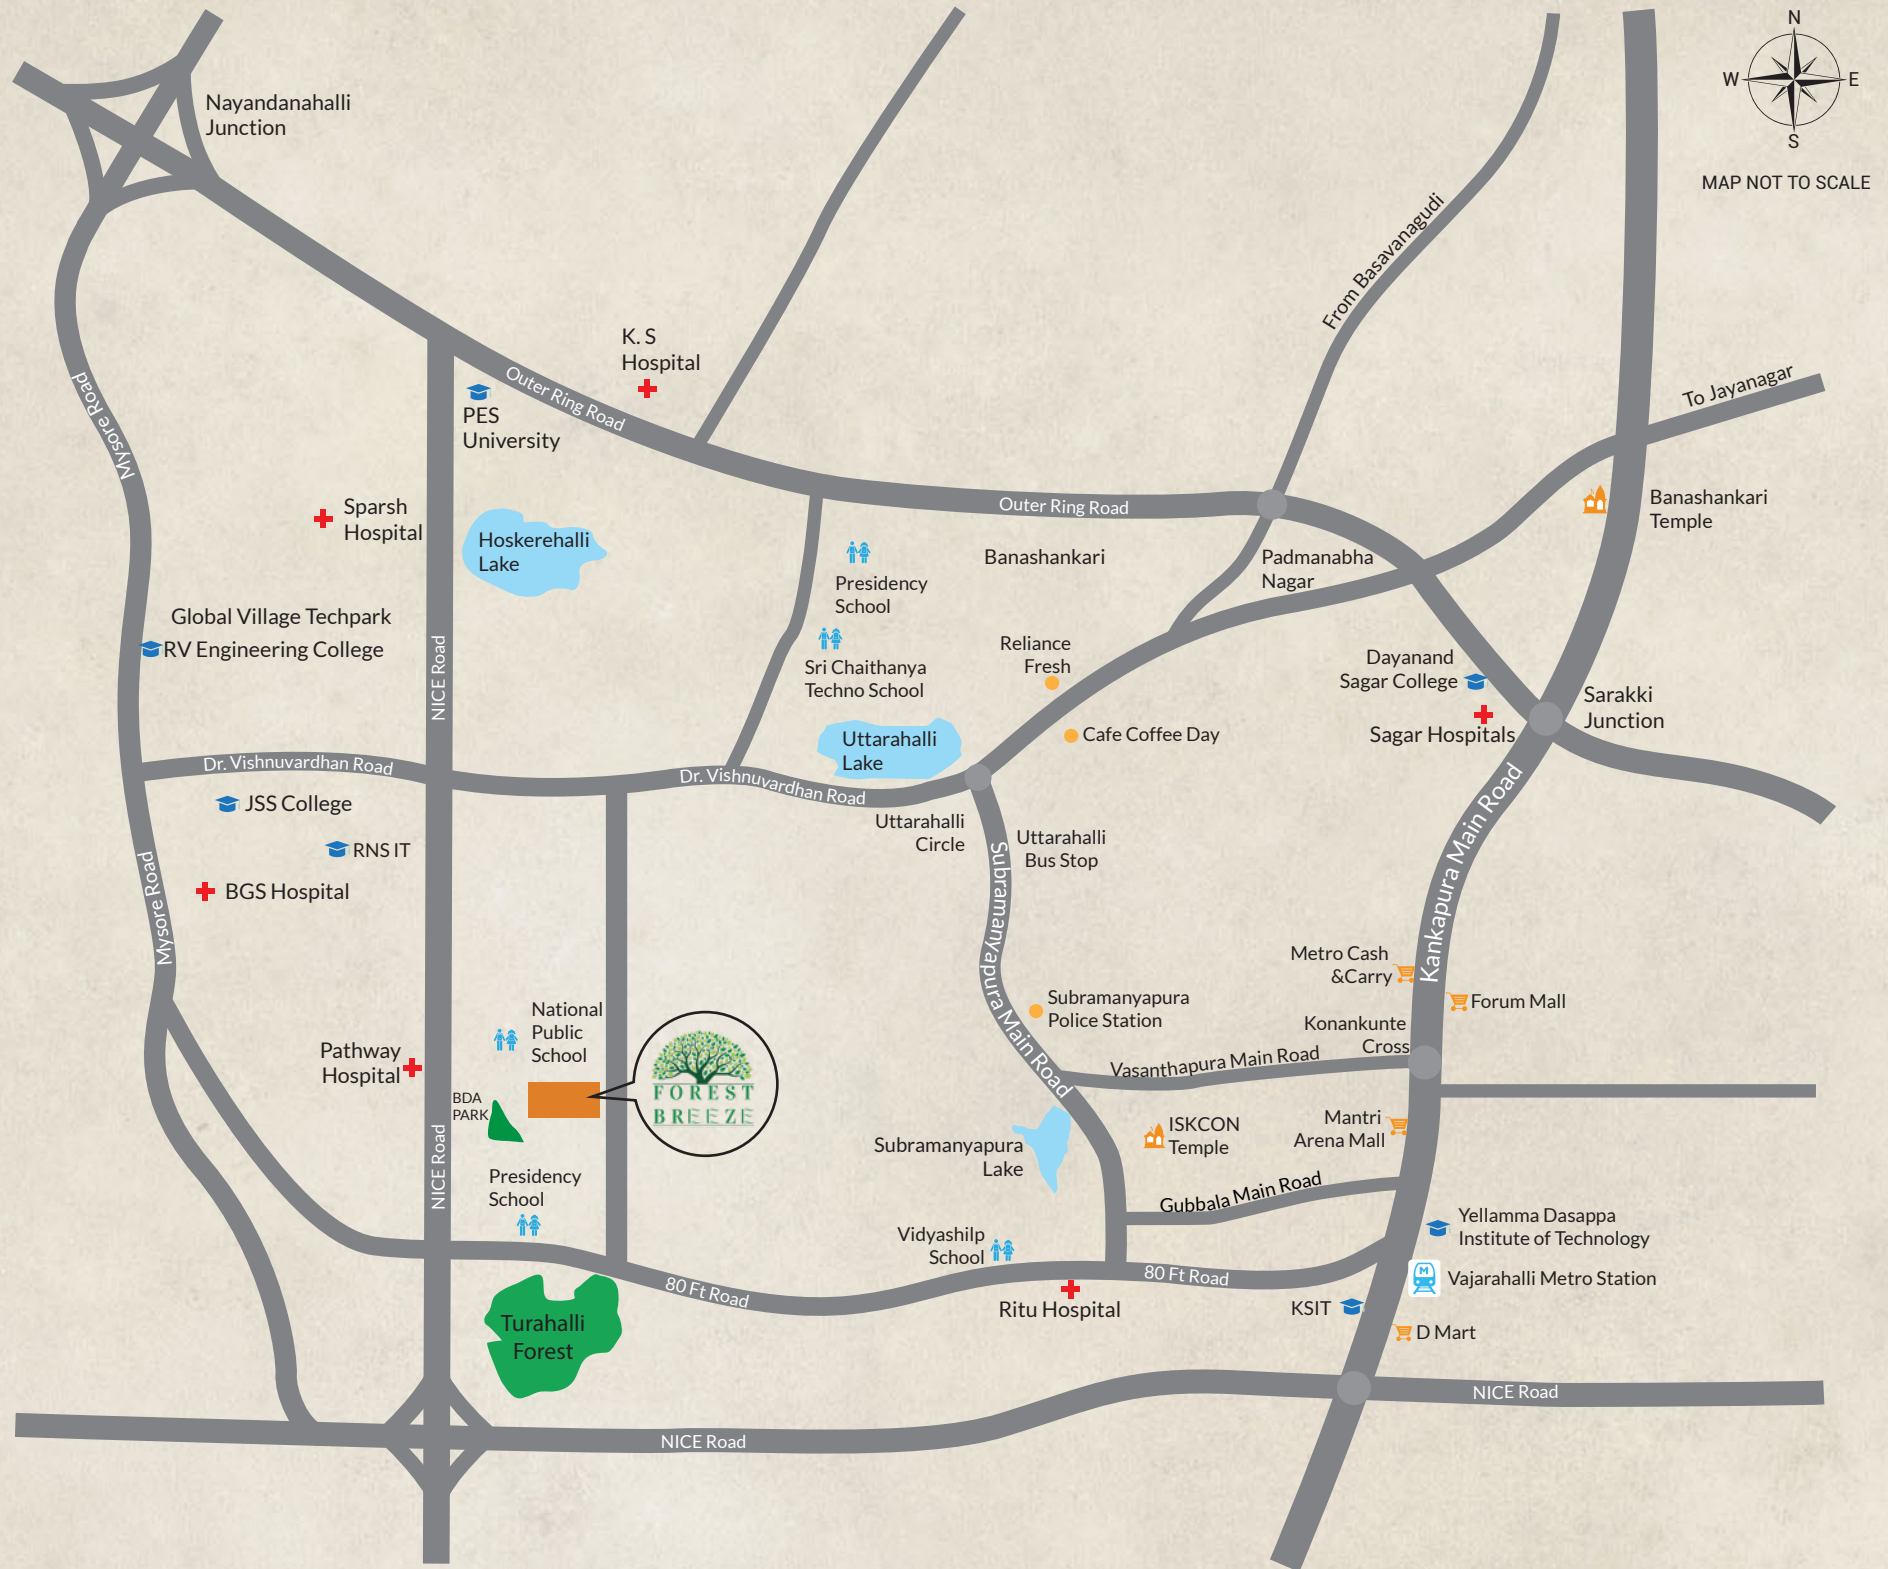 N
W
E
S
MAP NOT TO SCALE
Nayandanahalli
Junction
From Basavanagudi
K. S
Hospital
Outer Ring Road
To Jayanagar
Mysore Road
PES
University
Sparsh
Hospital
Hoskerehalli
Lake
Outer Ring Road
Banashankari
Temple
Presidency
School
Banashankari
Padmanabha
Nagar
Global Village Techpark
RV Engineering College
NICE Road
Sri Chaithanya
Techno School
Reliance
Fresh
Dayanand
Sagar College
Sagar Hospitals
Sarakki
Junction
Uttarahalli
Lake
Cafe Coffee Day
Dr. Vishnuvardhan Road
Dr. Vishnuvardhan Road
JSS College
RNS IT
BGS Hospital
Mysore Road
Uttarahalli
Circle
Uttarahalli
Bus Stop
Subramanyapura Main Road
Kankapura Main Road
Metro Cash
&Carry
Forum Mall
National
Public
School
Subramanyapura
Police Station
Konankunte
Cross
Pathway
Hospital
Vasanthapura Main Road
BDA
PARK
FOREST
BREEZE
Subramanyapura
Lake
ISKCON
Temple
Mantri
Arena Mall
NICE Road
Presidency
School
Gubbala Main Road
Vidyashilp
School
Yellamma Dasappa
Institute of Technology
80 Ft Road
80 Ft Road
M
Vajarahalli Metro Station
Ritu Hospital
KSIT
D Mart
Turahalli
Forest
NICE Road
NICE Road